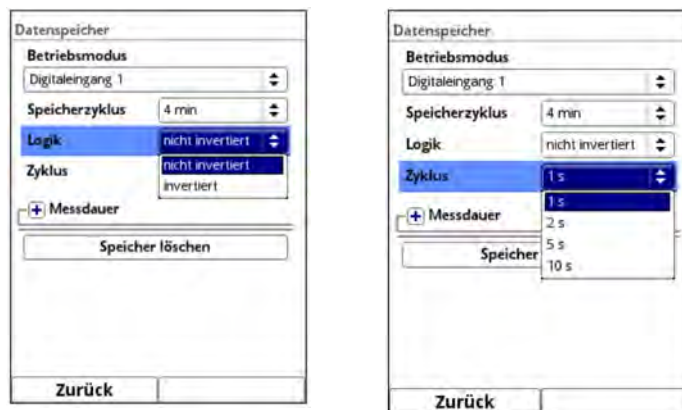 Datenspeicher
Betriebsmodus
Digitaleingang 1
Speicherzyklus 4 min
Logik nicht invertiert
nicht invertiert
Zyklus
invertiert
Messdauer
Speicher löschen
Zurück
Datenspeicher
Betriebsmodus
Digitaleingang 1
Speicherzyklus 4 min
Logik nicht invertiert
Zyklus 1 s
1 s
Messdauer
2 s
5 s
Speicher
10 s
Zurück